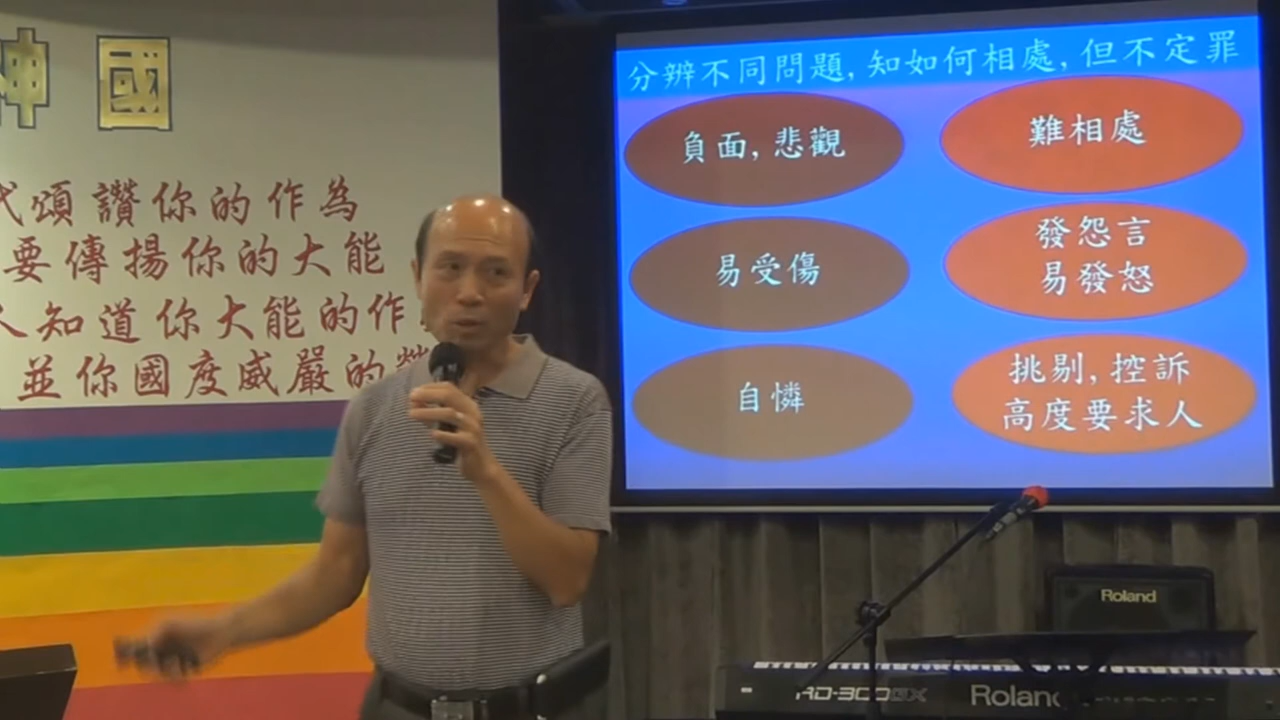 神國
代頌讚你的作為
要傳揚你的大能
人知道你大能的作
並你國度威嚴的榮
分辨不同問題,知如何相處,但不定罪
負面,悲觀
難相處
易受傷
發怨言
易發怒
自憐
挑剔,控訴
高度要求人
Roland
RD-300GX
Roland